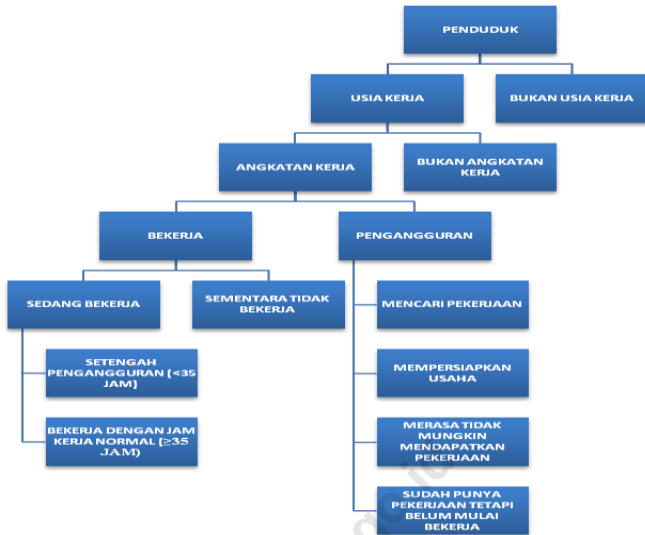 PENDUDUK
USIA KERJA
BUKAN USIA KERJA
ANGKATAN KERJA
BUKAN ANGKATAN
KERJA
BEKERJA
PENGANGGURAN
SEDANG BEKERJA
SEMENTARA TIDAK
BEKERJA
MENCARI PEKERJAAN
SETENGAH
PENGANGGURAN (<35
JAM)
MEMPERSIAPKAN
USAHA
BEKERJA DENGAN JAM
KERJA NORMAL (≥35
JAM)
MERASA TIDAK
MUNGKIN
MENDAPATKAN
PEKERJAAN
SUDAH PUNYA
PEKERJAAN TETAPI
BELUM MULAI
BEKERJA
go.id